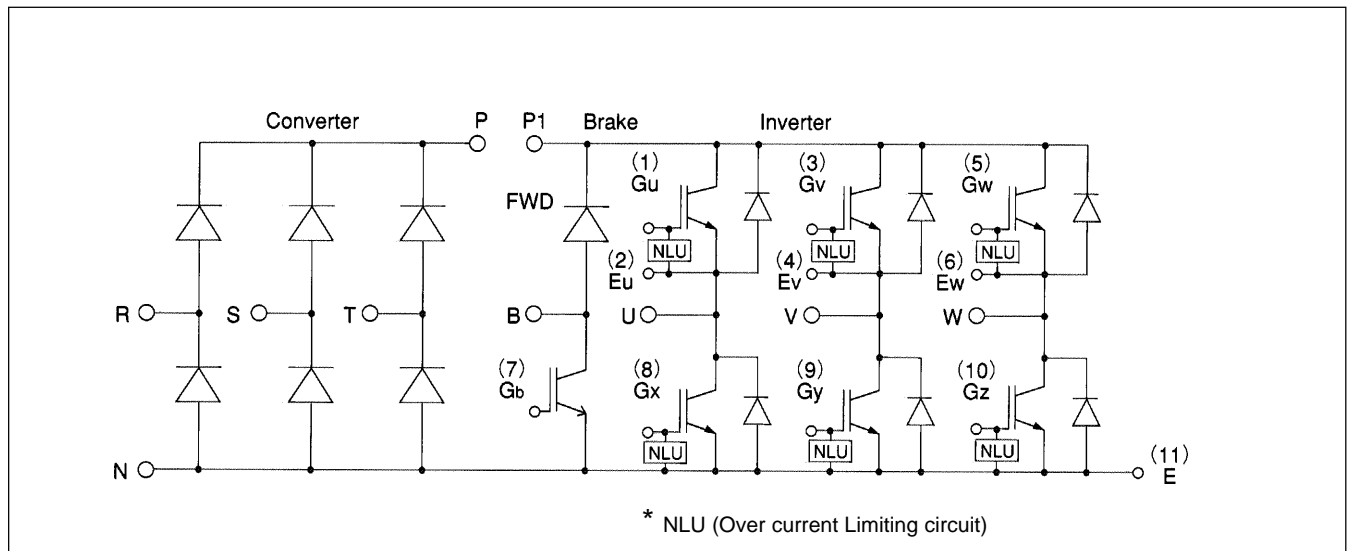 Converter P P1 Brake Inverter
(1) (3) (5)
Gu Gv Gw
FWD
NLU NLU NLU
(2) (4) (6)
Eu Ev Ew
R S T B U V W
(7) (8) (9) (10)
Gb Gx Gy Gz
NLU NLU NLU
N (11)
E
* NLU (Over current Limiting circuit)